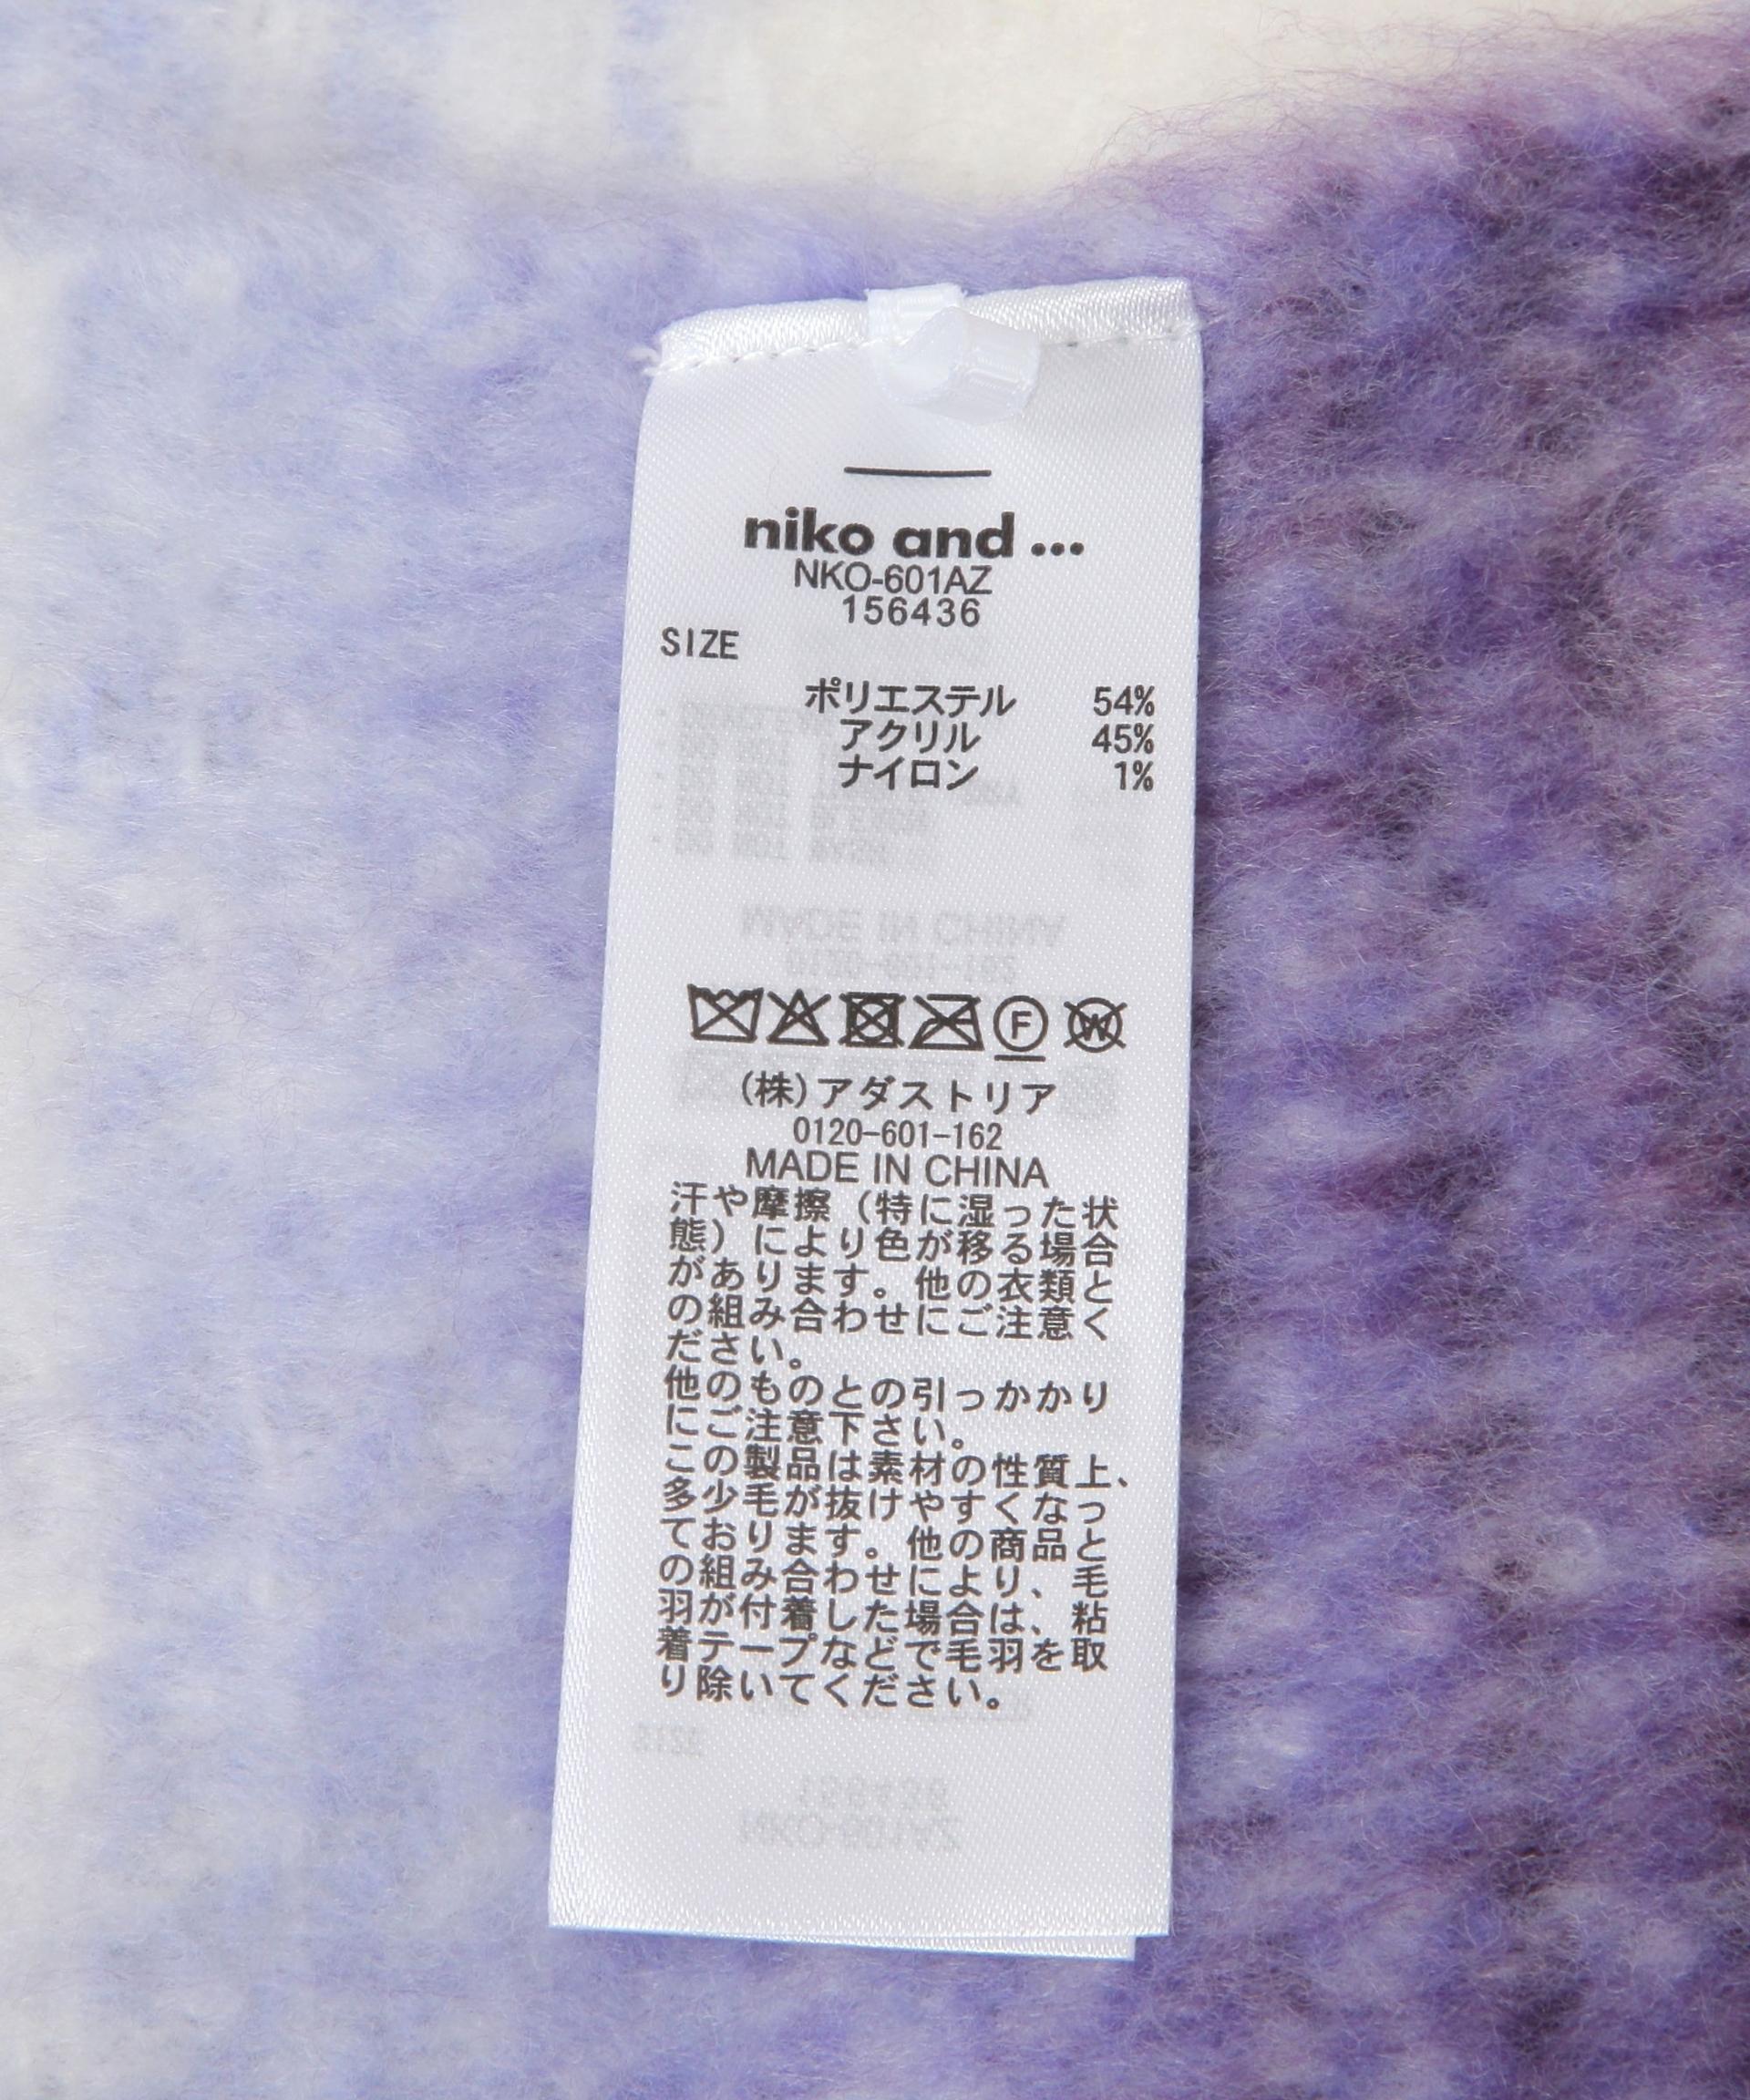 niko and ...
NKO-601AZ
156436
SIZE
ポリエステル 54%
アクリル 45%
ナイロン 1%
F W
(株)アダストリア
0120-601-162
MADE IN CHINA
汗や摩擦（特に湿った状
態）により色が移る場合
があります。他の衣類と
の組み合わせにご注意く
ださい。
他のものとの引っかかり
にご注意下さい。
この製品は素材の性質上、
多少毛が抜けやすくなっ
ております。他の商品と
の組み合わせにより、毛
羽が付着した場合は、粘
着テープなどで毛羽を取
り除いてください。